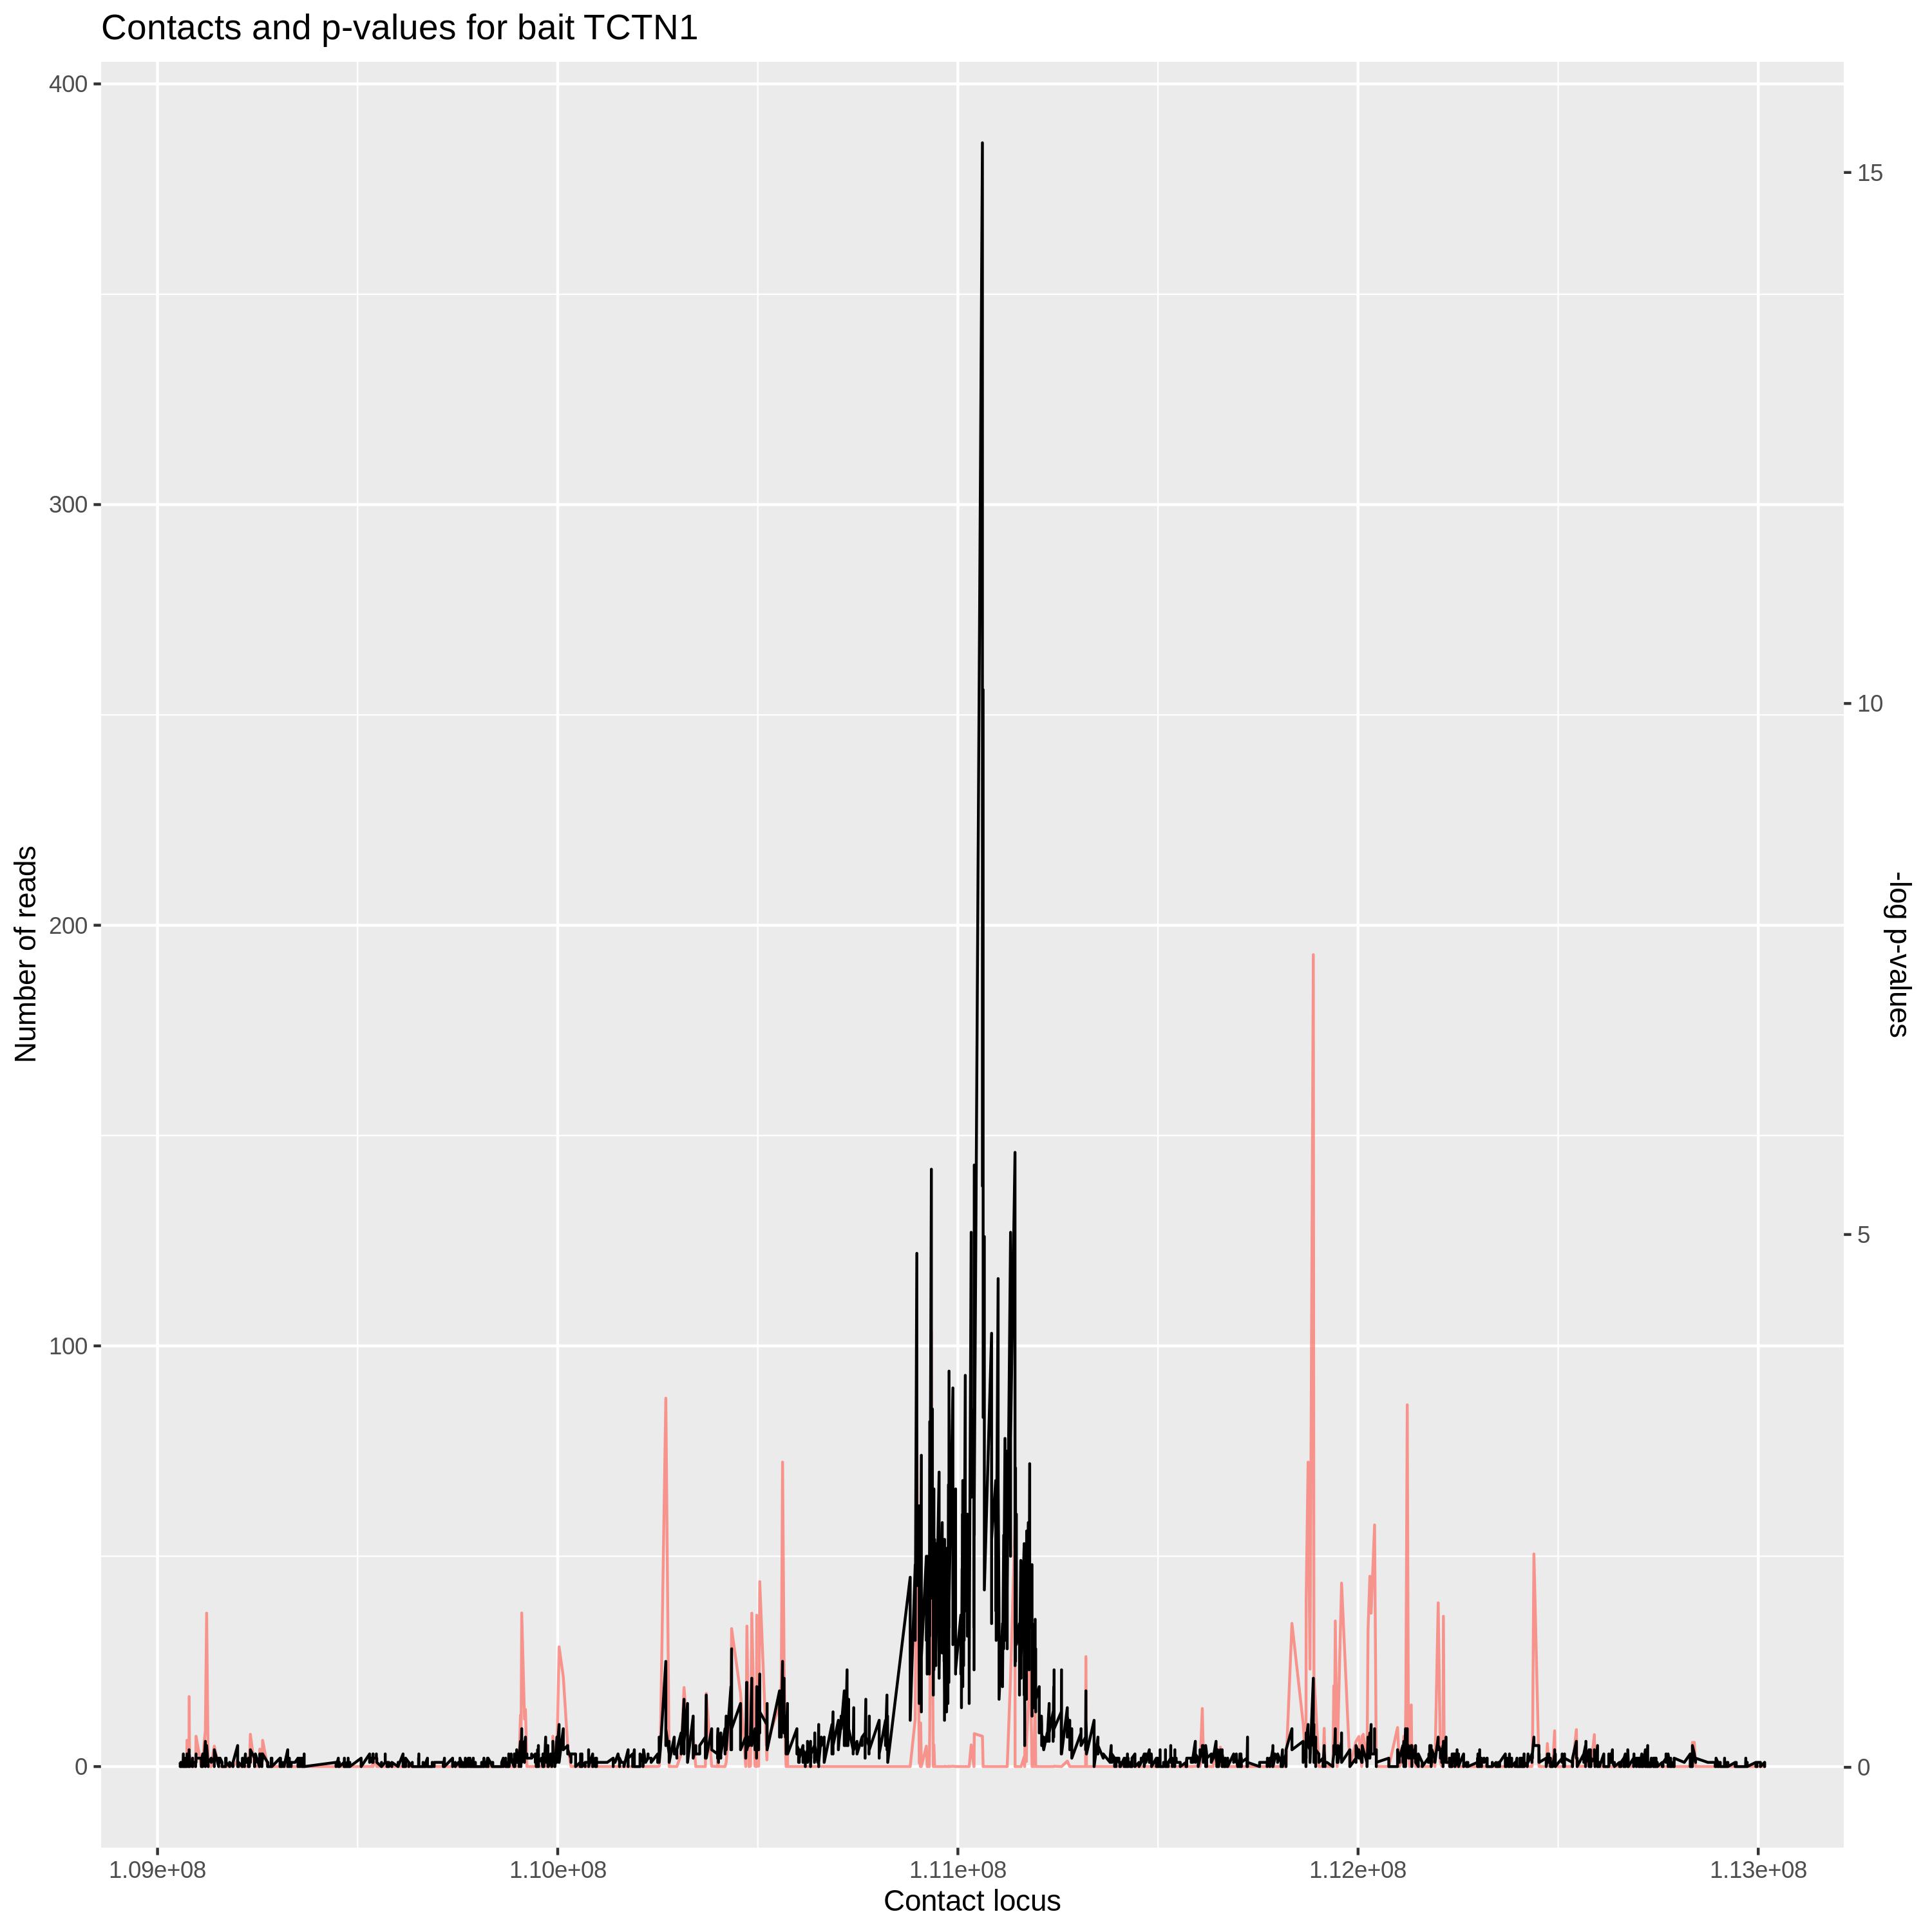 Contacts and p-values for bait TCTN1
400
300
200
100
0
Number of reads
15
10
5
0
-log p-values
1.09e+08
1.10e+08
1.11e+08
1.12e+08
1.13e+08
Contact locus